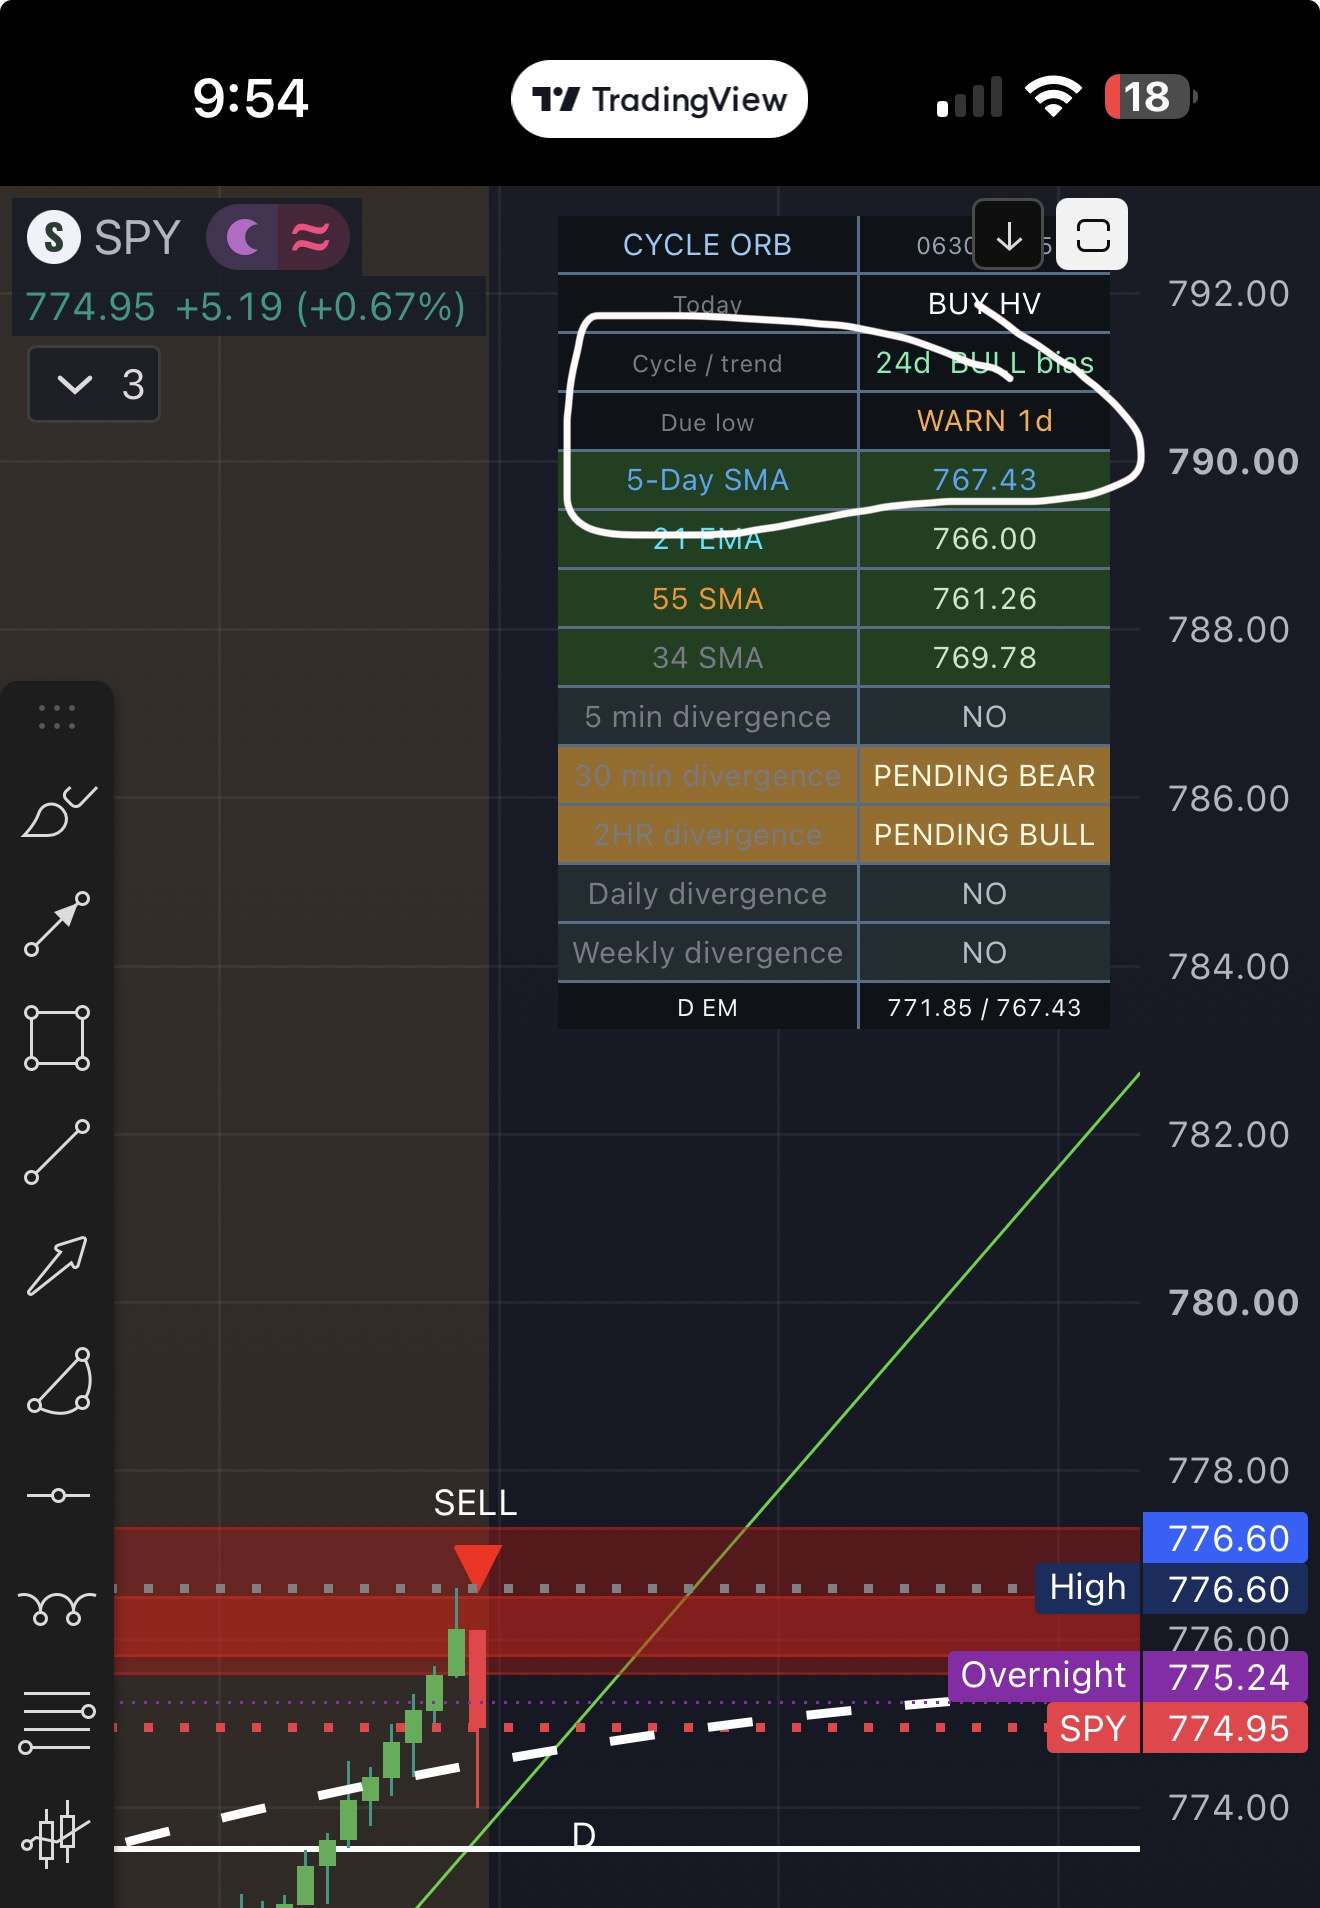 9:54
TradingView
18
S SPY
774.95 +5.19 (+0.67%)
3
CYCLE ORB
Today BUY HV
Cycle / trend 24d BULL bias
Due low WARN 1d
5-Day SMA 767.43
21 EMA 766.00
55 SMA 761.26
34 SMA 769.78
5 min divergence NO
30 min divergence PENDING BEAR
2HR divergence PENDING BULL
Daily divergence NO
Weekly divergence NO
D EM 771.85 / 767.43
792.00
790.00
788.00
786.00
784.00
782.00
780.00
778.00
SELL
776.60
High 776.60
776.00
Overnight 775.24
SPY 774.95
774.00
D